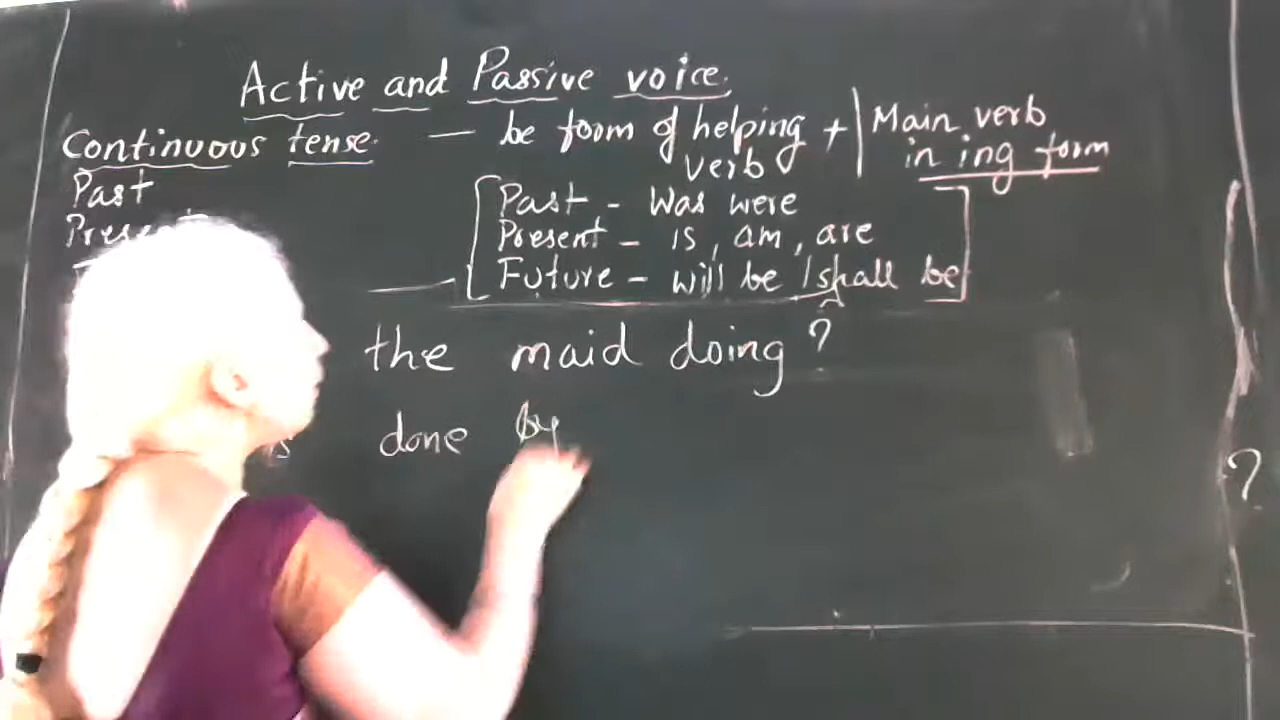 Active and Passive voice.
Continuous tense. — be form of helping verb + | Main verb in ing form
Past
Present
[Past - Was were
Present - is, am, are
Future - will be / shall be]
the maid doing ?
done by
?